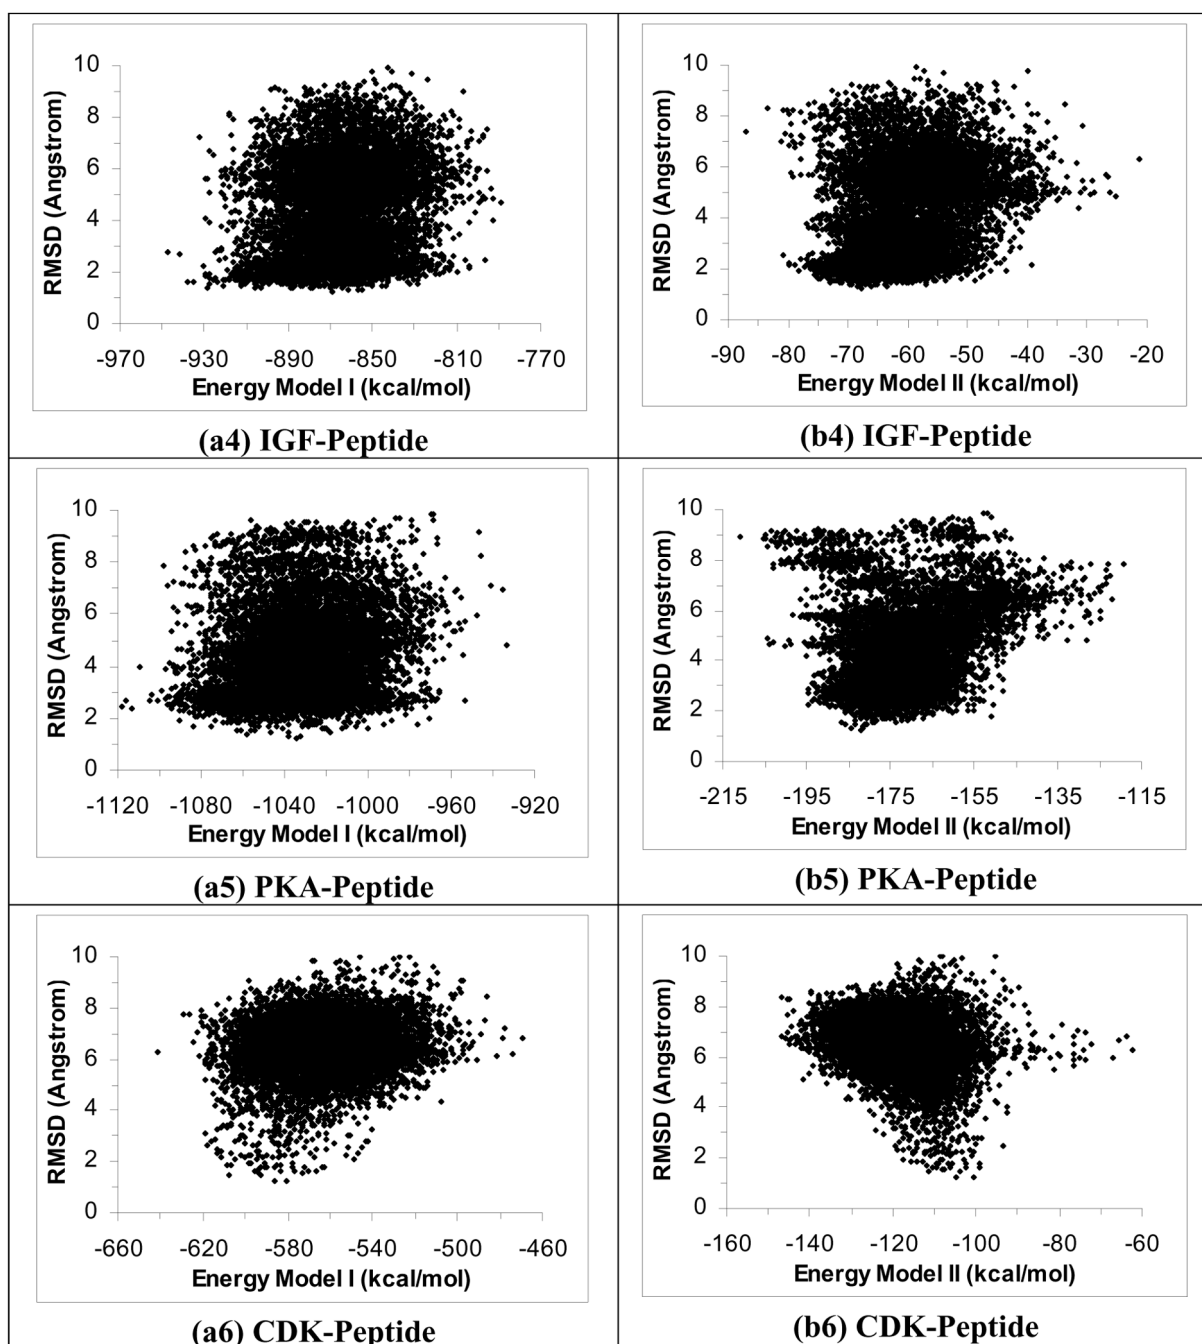 10
8
6
4
2
0
RMSD (Angstrom)
-970 -930 -890 -850 -810 -770
Energy Model I (kcal/mol)
(a4) IGF-Peptide
10
8
6
4
2
0
RMSD (Angstrom)
-90 -80 -70 -60 -50 -40 -30 -20
Energy Model II (kcal/mol)
(b4) IGF-Peptide
10
8
6
4
2
0
RMSD (Angstrom)
-1120 -1080 -1040 -1000 -960 -920
Energy Model I (kcal/mol)
(a5) PKA-Peptide
10
8
6
4
2
0
RMSD (Angstrom)
-215 -195 -175 -155 -135 -115
Energy Model II (kcal/mol)
(b5) PKA-Peptide
10
8
6
4
2
0
RMSD (Angstrom)
-660 -620 -580 -540 -500 -460
Energy Model I (kcal/mol)
(a6) CDK-Peptide
10
8
6
4
2
0
RMSD (Angstrom)
-160 -140 -120 -100 -80 -60
Energy Model II (kcal/mol)
(b6) CDK-Peptide